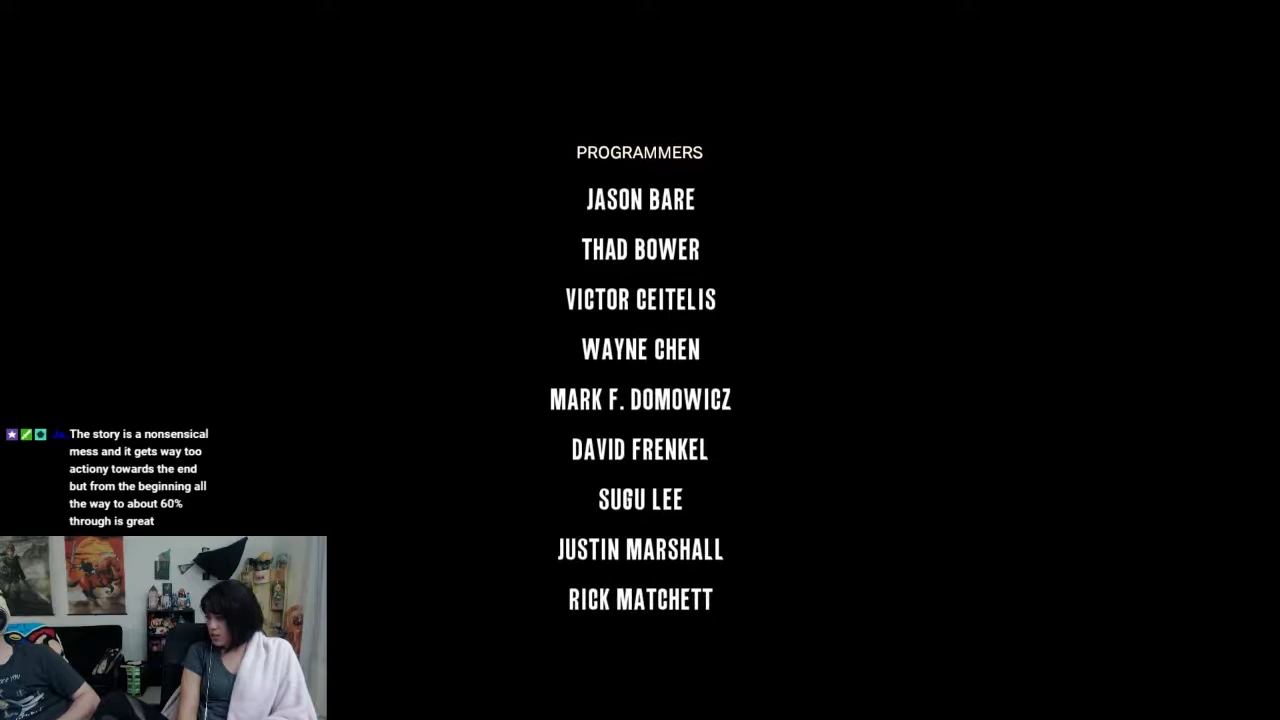 PROGRAMMERS
JASON BARE
THAD BOWER
VICTOR CEITELIS
WAYNE CHEN
MARK F. DOMOWICZ
DAVID FRENKEL
SUGU LEE
JUSTIN MARSHALL
RICK MATCHETT
The story is a nonsensical
mess and it gets way too
actiony towards the end
but from the beginning all
the way to about 60%
through is great